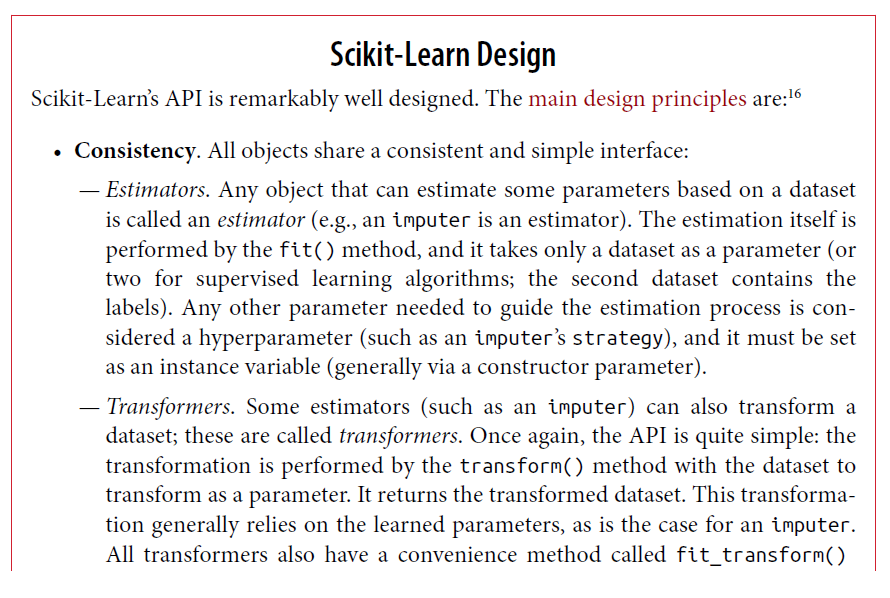 Scikit-Learn Design
Scikit-Learn's API is remarkably well designed. The main design principles are:16
• Consistency. All objects share a consistent and simple interface:
— Estimators. Any object that can estimate some parameters based on a dataset
is called an estimator (e.g., an imputer is an estimator). The estimation itself is
performed by the fit() method, and it takes only a dataset as a parameter (or
two for supervised learning algorithms; the second dataset contains the
labels). Any other parameter needed to guide the estimation process is con-
sidered a hyperparameter (such as an imputer's strategy), and it must be set
as an instance variable (generally via a constructor parameter).
— Transformers. Some estimators (such as an imputer) can also transform a
dataset; these are called transformers. Once again, the API is quite simple: the
transformation is performed by the transform() method with the dataset to
transform as a parameter. It returns the transformed dataset. This transforma-
tion generally relies on the learned parameters, as is the case for an imputer.
All transformers also have a convenience method called fit_transform()